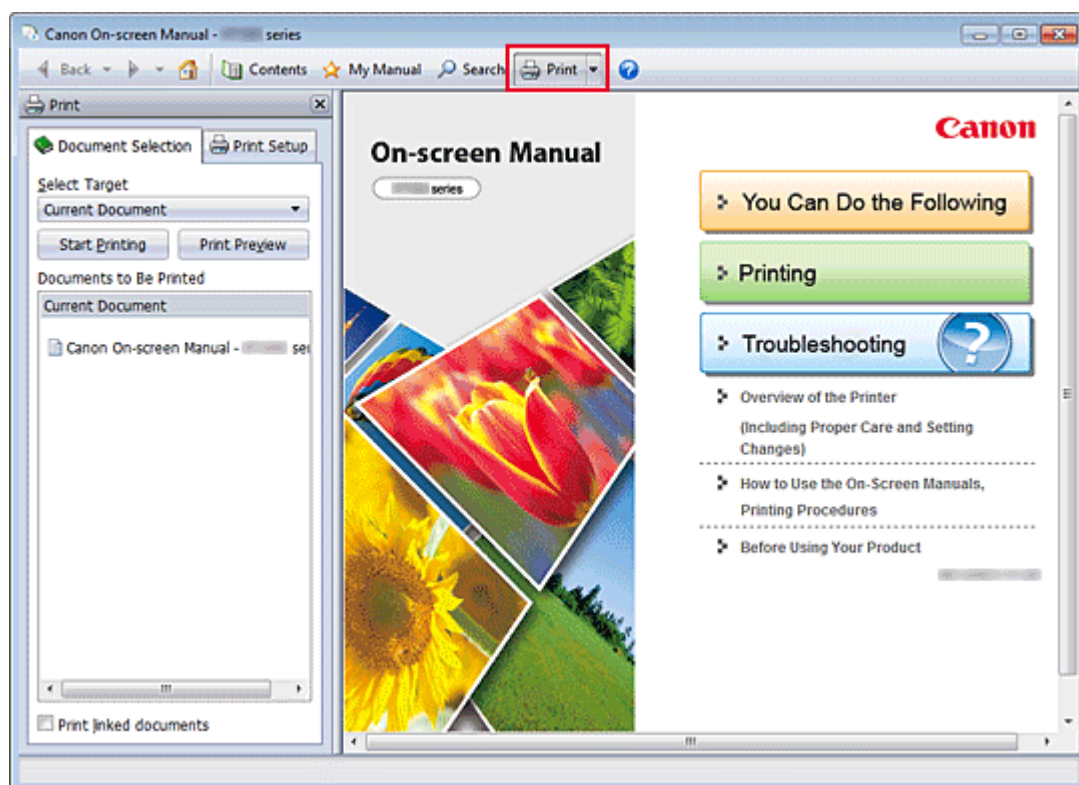 Canon On-screen Manual - series
Back Contents My Manual Search Print
Print
Document Selection Print Setup
Select Target
Current Document
Start Printing Print Preview
Documents to Be Printed
Current Document
Canon On-screen Manual - ser
Print linked documents
On-screen Manual
series
Canon
You Can Do the Following
Printing
Troubleshooting
Overview of the Printer
(Including Proper Care and Setting
Changes)
How to Use the On-Screen Manuals,
Printing Procedures
Before Using Your Product